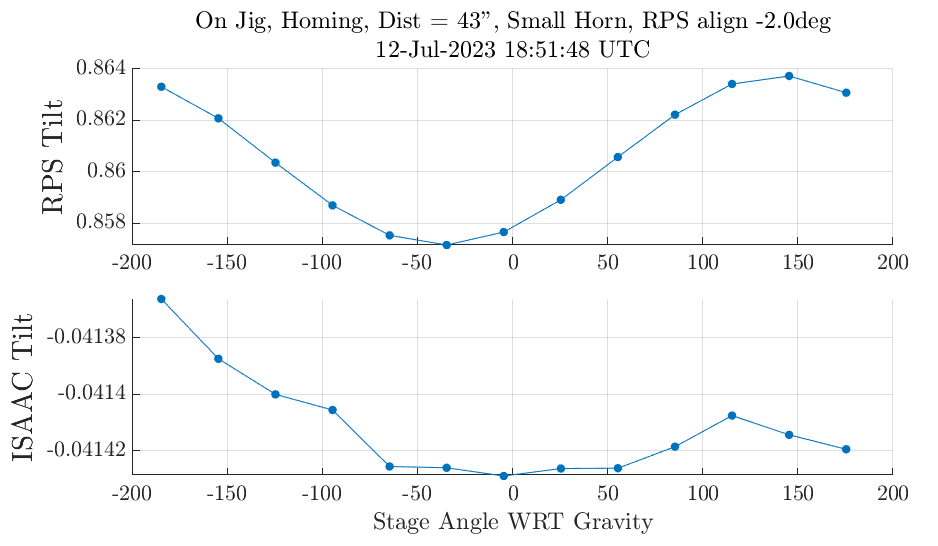 On Jig, Homing, Dist = 43”, Small Horn, RPS align -2.0deg
12-Jul-2023 18:51:48 UTC
RPS Tilt
0.864
0.862
0.86
0.858
-200 -150 -100 -50 0 50 100 150 200
ISAAC Tilt
-0.04138
-0.0414
-0.04142
-200 -150 -100 -50 0 50 100 150 200
Stage Angle WRT Gravity